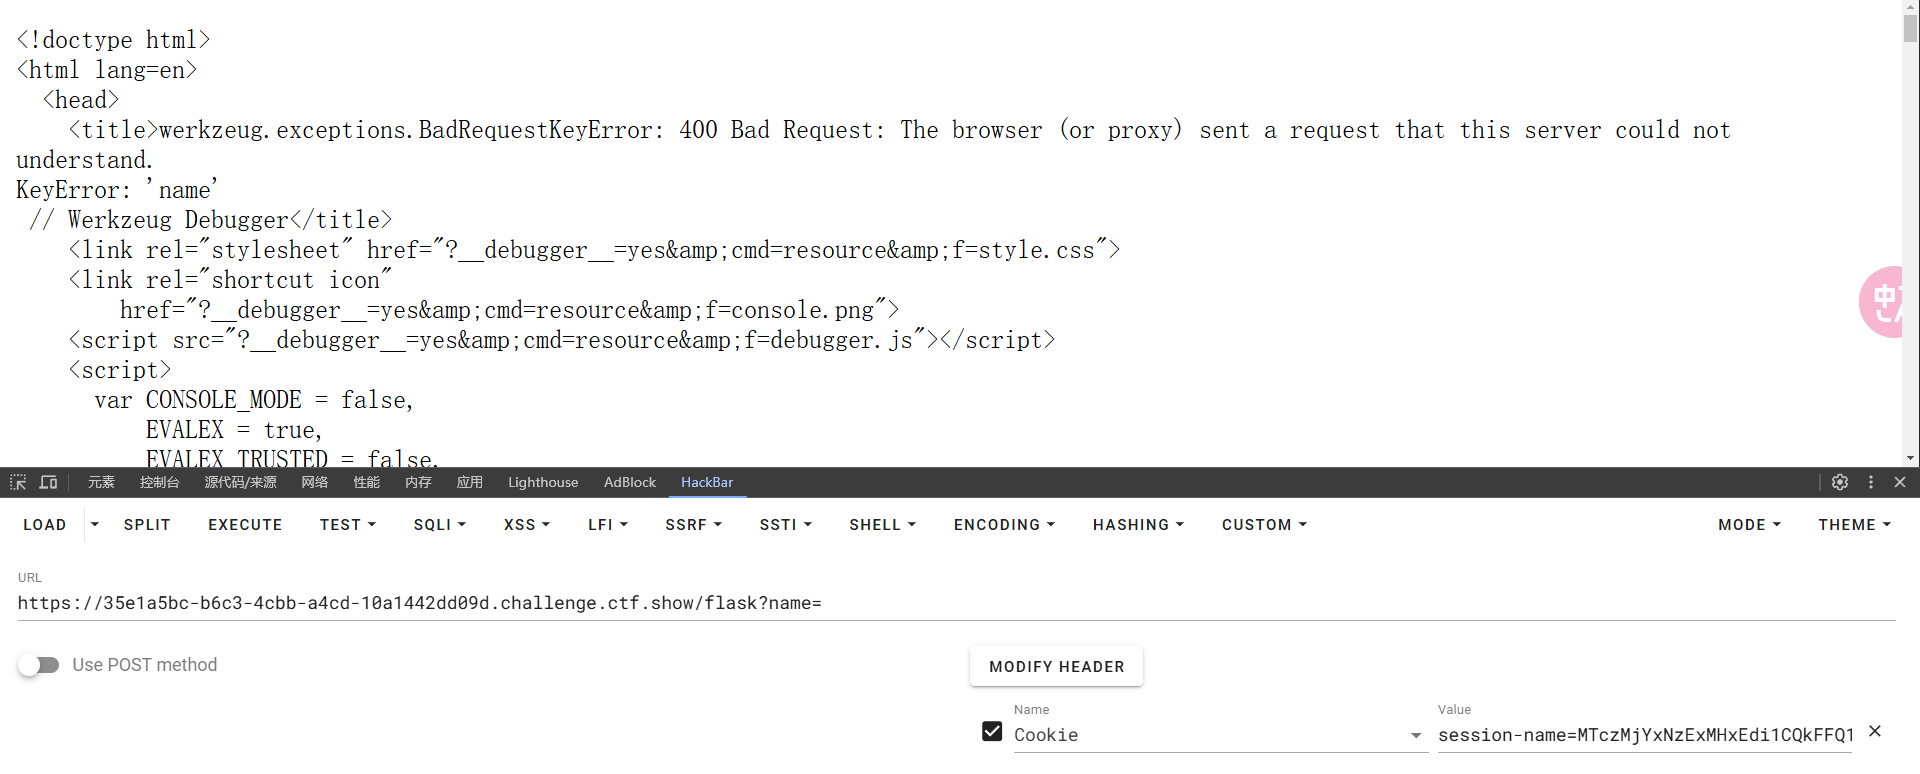 <!doctype html>
<html lang=en>
<head>
<title>werkzeug.exceptions.BadRequestKeyError: 400 Bad Request: The browser (or proxy) sent a request that this server could not
understand.
KeyError: 'name'
// Werkzeug Debugger</title>
<link rel="stylesheet" href="?__debugger__=yes&amp;cmd=resource&amp;f=style.css">
<link rel="shortcut icon"
href="?__debugger__=yes&amp;cmd=resource&amp;f=console.png">
<script src="?__debugger__=yes&amp;cmd=resource&amp;f=debugger.js"></script>
<script>
var CONSOLE_MODE = false,
EVALEX = true,
EVALEX_TRUSTED = false,
元素 控制台 源代码/来源 网络 性能 内存 应用 Lighthouse AdBlock HackBar
LOAD SPLIT EXECUTE TEST SQLI XSS LFI SSRF SSTI SHELL ENCODING HASHING CUSTOM MODE THEME
URL
https://35e1a5bc-b6c3-4cbb-a4cd-10a1442dd09d.challenge.ctf.show/flask?name=
Use POST method
MODIFY HEADER
Name Value
Cookie session-name=MTczMjYxNzExMHxEdi1CQkFFQ1